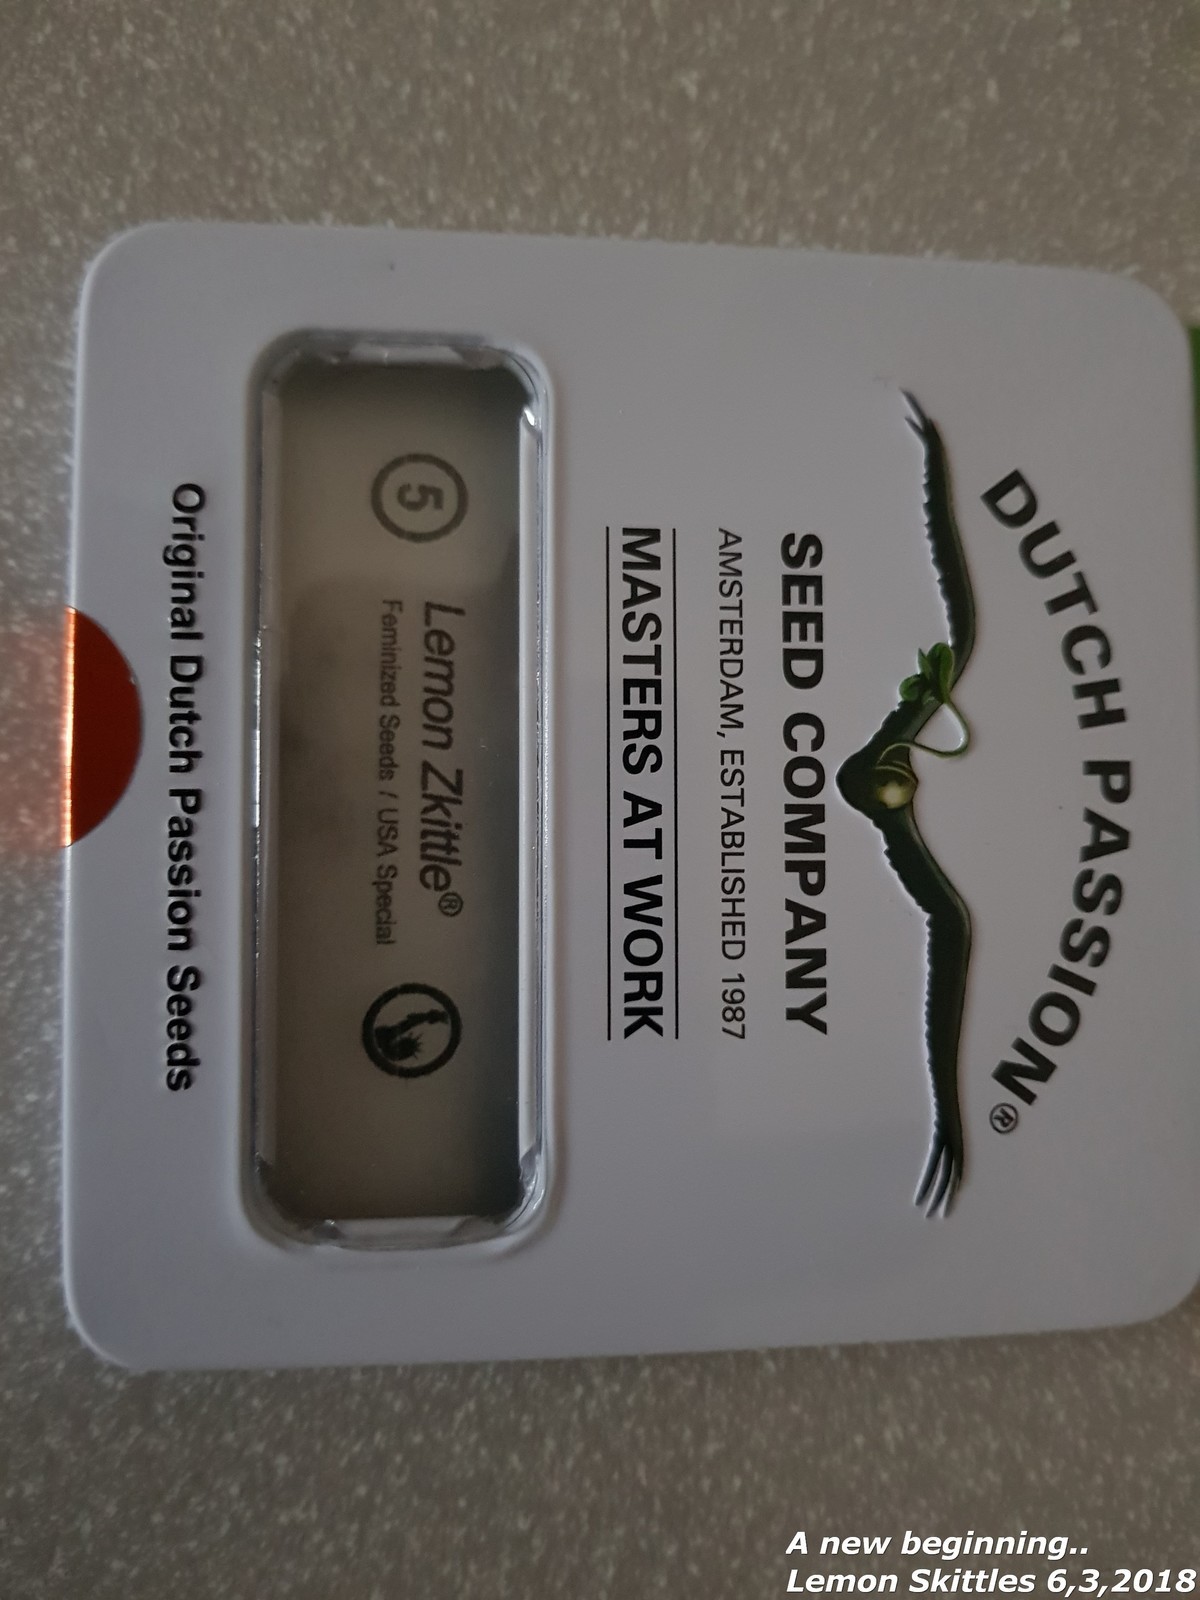 DUTCH PASSION®
SEED COMPANY
AMSTERDAM, ESTABLISHED 1987
MASTERS AT WORK
5
Lemon Zkittle®
Feminized Seeds / USA Special
Original Dutch Passion Seeds
A new beginning..
Lemon Skittles 6,3,2018